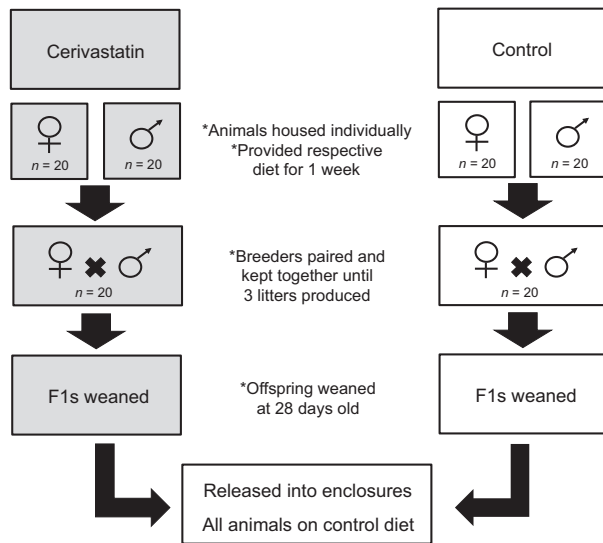 Cerivastatin
Control
n = 20
n = 20
*Animals housed individually
*Provided respective
diet for 1 week
n = 20
n = 20
n = 20
*Breeders paired and
kept together until
3 litters produced
n = 20
F1s weaned
*Offspring weaned
at 28 days old
F1s weaned
Released into enclosures
All animals on control diet